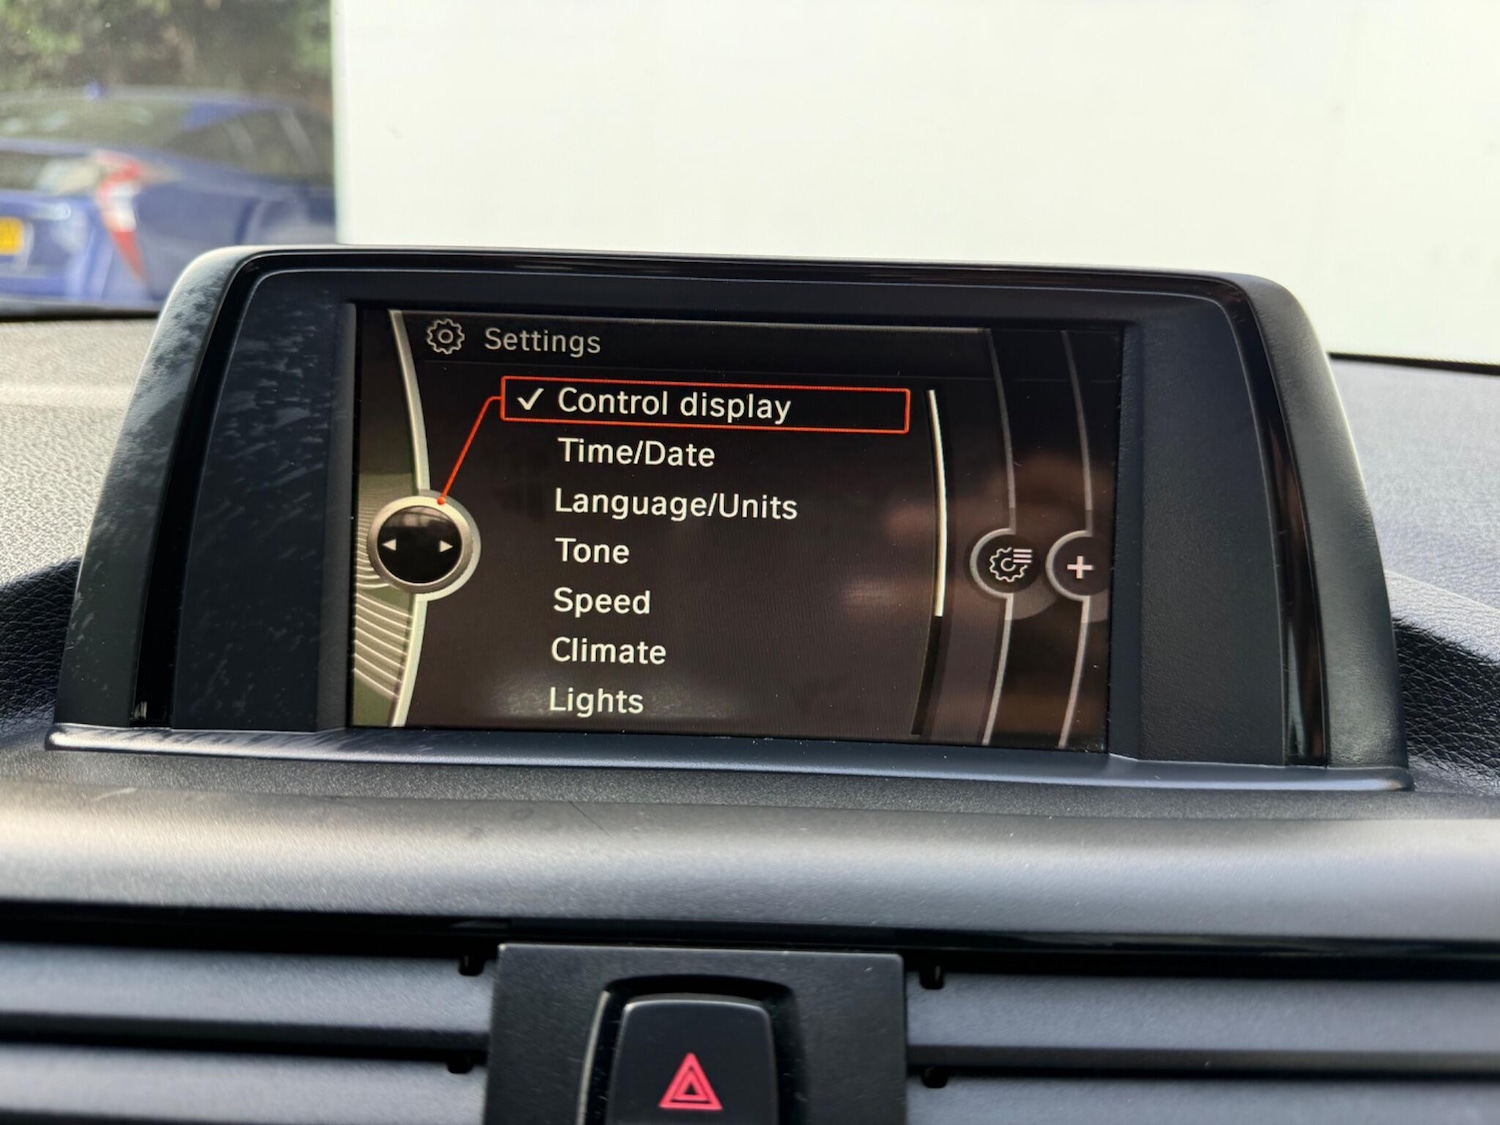 Settings
✓ Control display
Time/Date
Language/Units
Tone
Speed
Climate
Lights